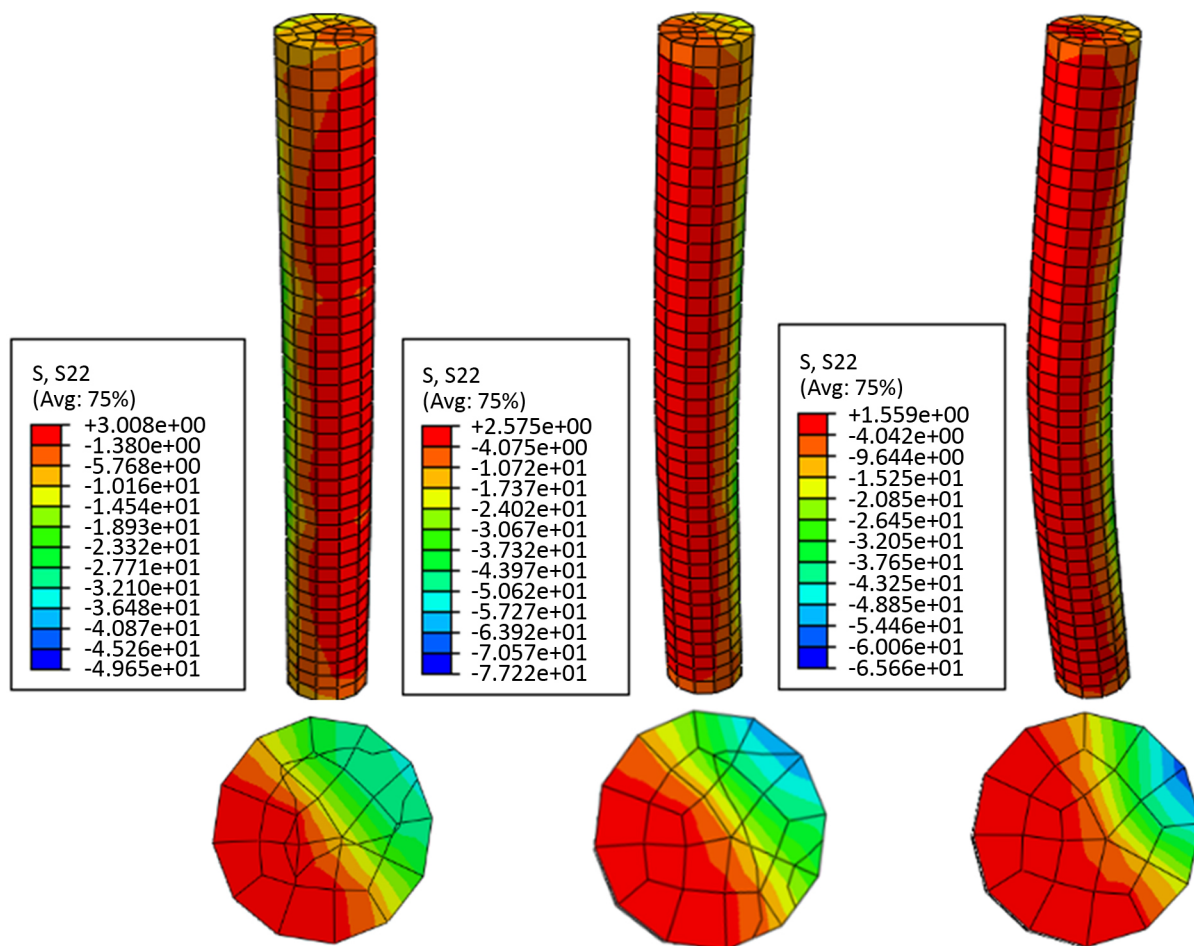 S, S22
(Avg: 75%)
+3.008e+00
-1.380e+00
-5.768e+00
-1.016e+01
-1.454e+01
-1.893e+01
-2.332e+01
-2.771e+01
-3.210e+01
-3.648e+01
-4.087e+01
-4.526e+01
-4.965e+01
S, S22
(Avg: 75%)
+2.575e+00
-4.075e+00
-1.072e+01
-1.737e+01
-2.402e+01
-3.067e+01
-3.732e+01
-4.397e+01
-5.062e+01
-5.727e+01
-6.392e+01
-7.057e+01
-7.722e+01
S, S22
(Avg: 75%)
+1.559e+00
-4.042e+00
-9.644e+00
-1.525e+01
-2.085e+01
-2.645e+01
-3.205e+01
-3.765e+01
-4.325e+01
-4.885e+01
-5.446e+01
-6.006e+01
-6.566e+01